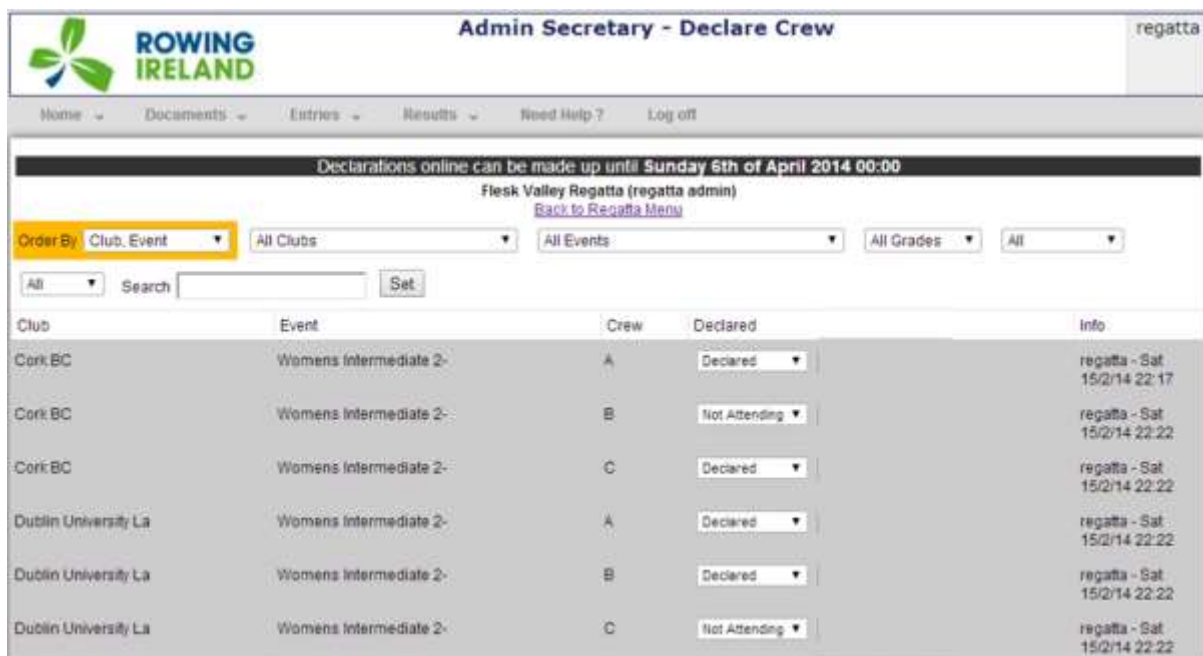 Admin Secretary - Declare Crew
regatta
ROWING
IRELAND
Home Documents Entries Results Need Help ? Log off
Declarations online can be made up until Sunday 6th of April 2014 00:00
Flesk Valley Regatta (regatta admin)
Back to Regatta Menu
Order By Club, Event All Clubs All Events All Grades All
All Search Set
Club Event Crew Declared Info
Cork BC Womens Intermediate 2- A Declared regatta - Sat
15/2/14 22:17
Cork BC Womens Intermediate 2- B Not Attending regatta - Sat
15/2/14 22:22
Cork BC Womens Intermediate 2- C Declared regatta - Sat
15/2/14 22:22
Dublin University La Womens Intermediate 2- A Declared regatta - Sat
15/2/14 22:22
Dublin University La Womens Intermediate 2- B Declared regatta - Sat
15/2/14 22:22
Dublin University La Womens Intermediate 2- C Not Attending regatta - Sat
15/2/14 22:22